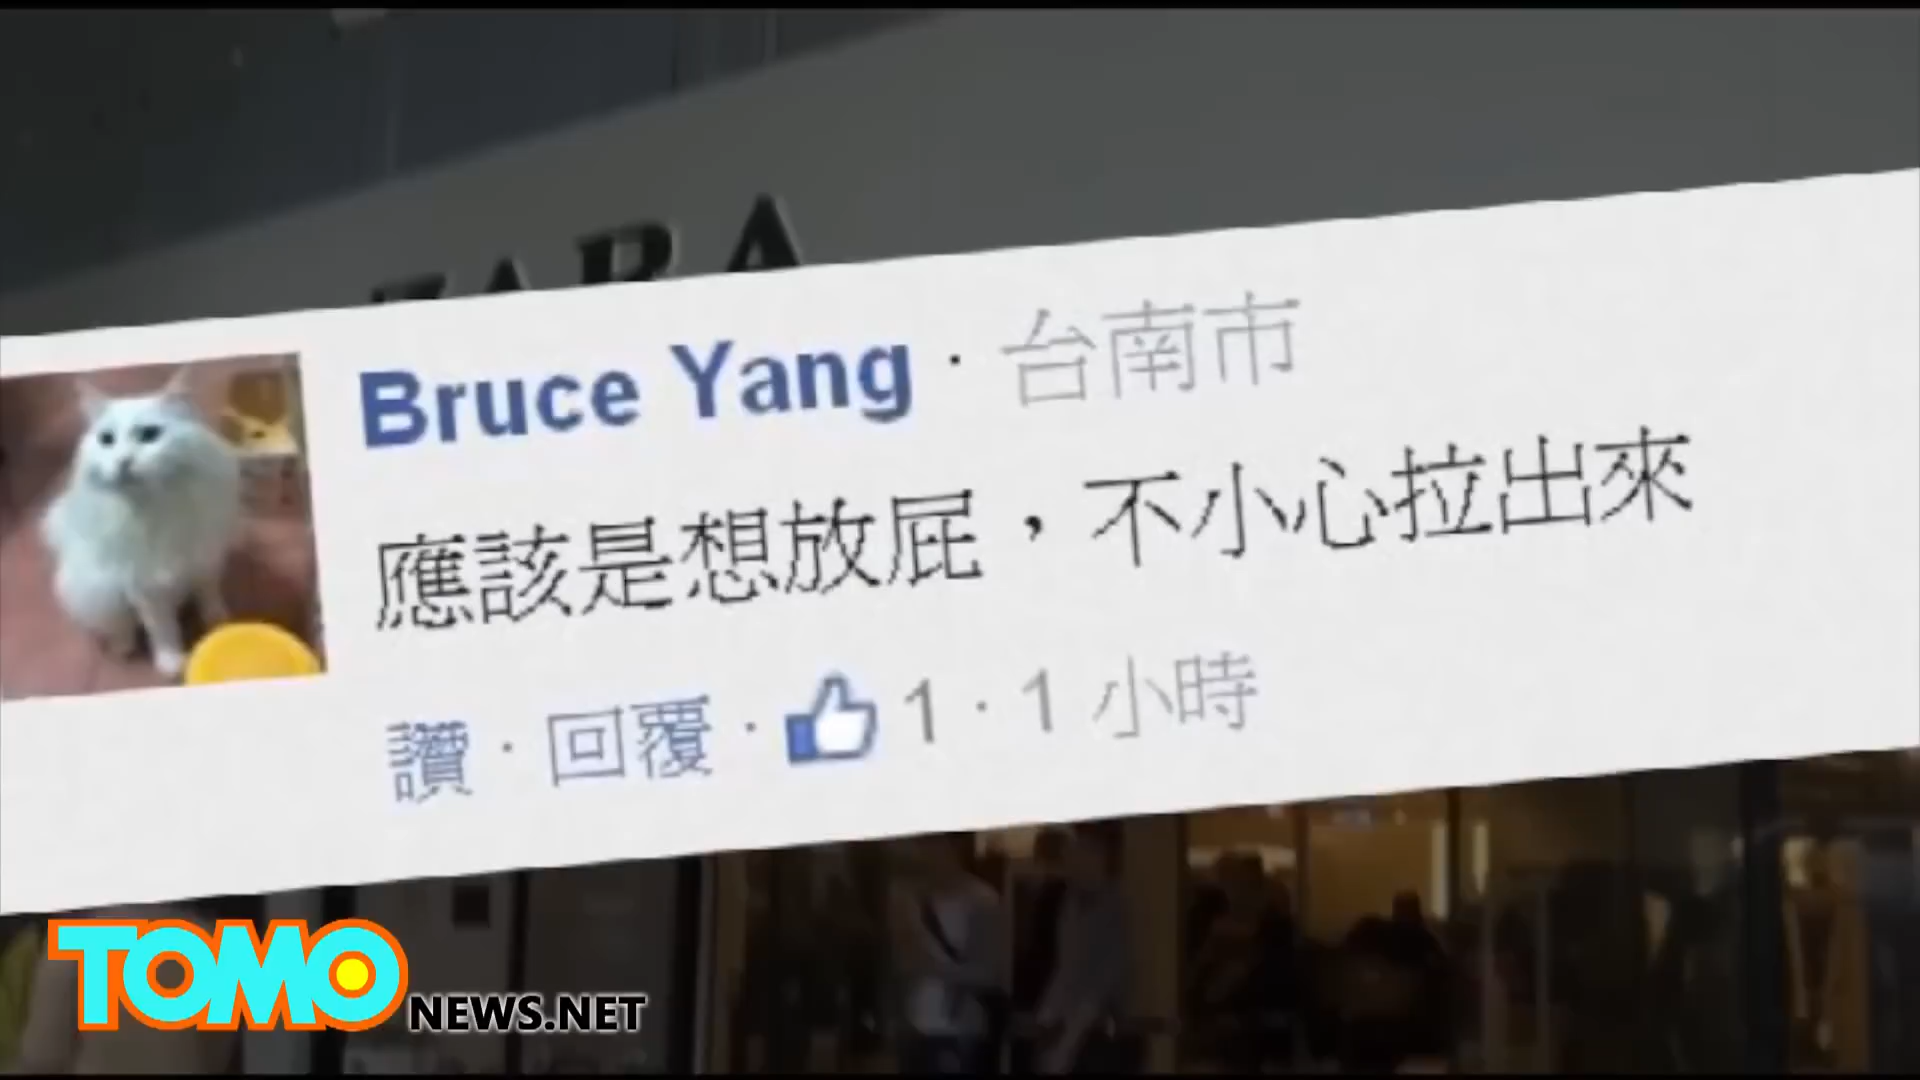 ZARA
Bruce Yang · 台南市
應該是想放屁，不小心拉出來
讚 · 回覆 · 1 · 1 小時
TOMO
NEWS.NET